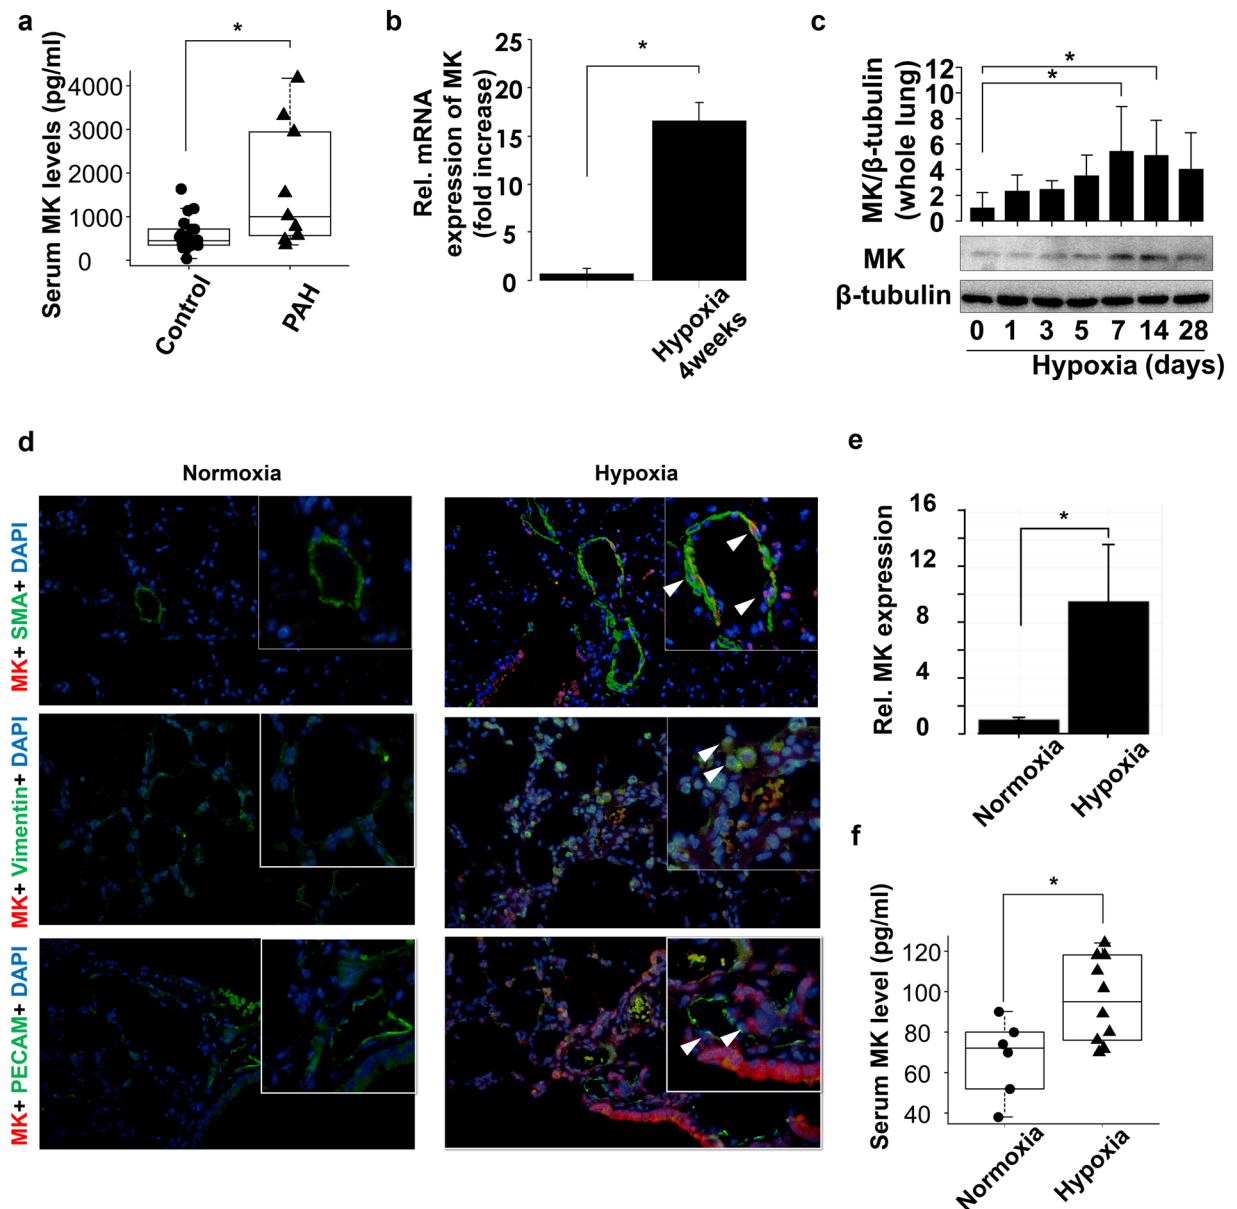 a
*
Serum MK levels (pg/ml)
4000
3000
2000
1000
0
Control
PAH
b
*
Rel. mRNA
expression of MK
(fold increase)
25
20
15
10
5
0
Hypoxia
4weeks
c
*
*
MK/β-tubulin
(whole lung)
12
10
8
6
4
2
0
MK
β-tubulin
0 1 3 5 7 14 28
Hypoxia (days)
d
Normoxia
Hypoxia
MK+ SMA+ DAPI
MK+ Vimentin+ DAPI
MK+ PECAM+ DAPI
e
*
Rel. MK expression
16
12
8
4
0
Normoxia
Hypoxia
f
*
Serum MK level (pg/ml)
120
100
80
60
40
Normoxia
Hypoxia